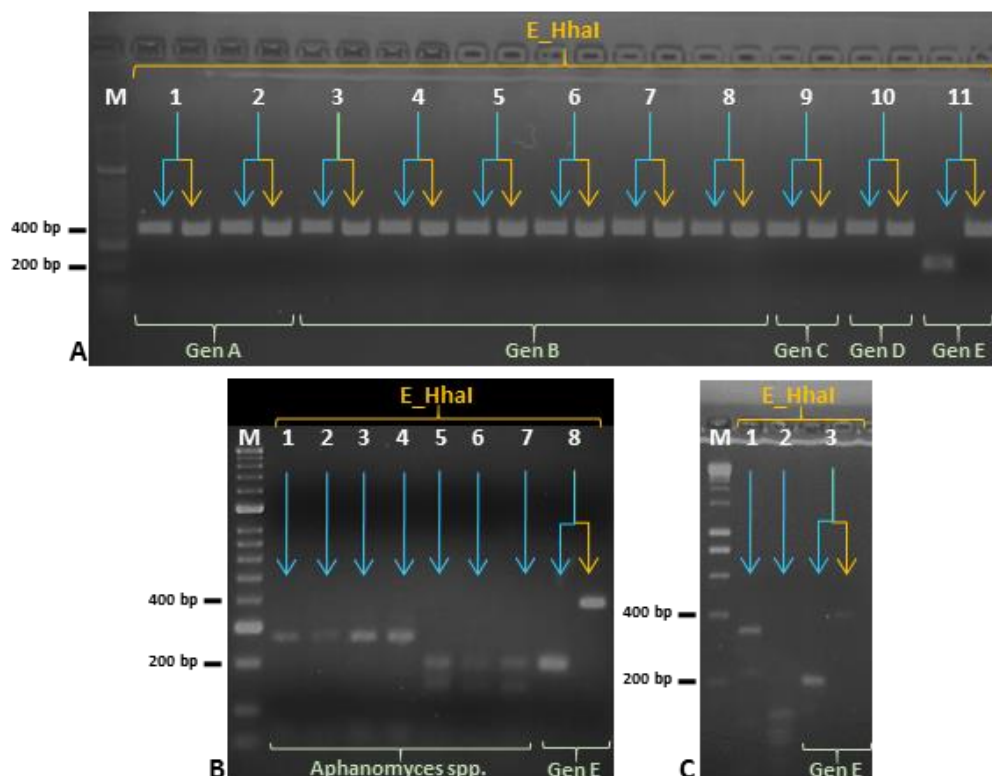 E_HhaI
M 1 2 3 4 5 6 7 8 9 10 11
400 bp
200 bp
A Gen A Gen B Gen C Gen D Gen E
E_HhaI
M 1 2 3 4 5 6 7 8
400 bp
200 bp
B Aphanomyces spp. Gen E
E_HhaI
M 1 2 3
400 bp
200 bp
C Gen E